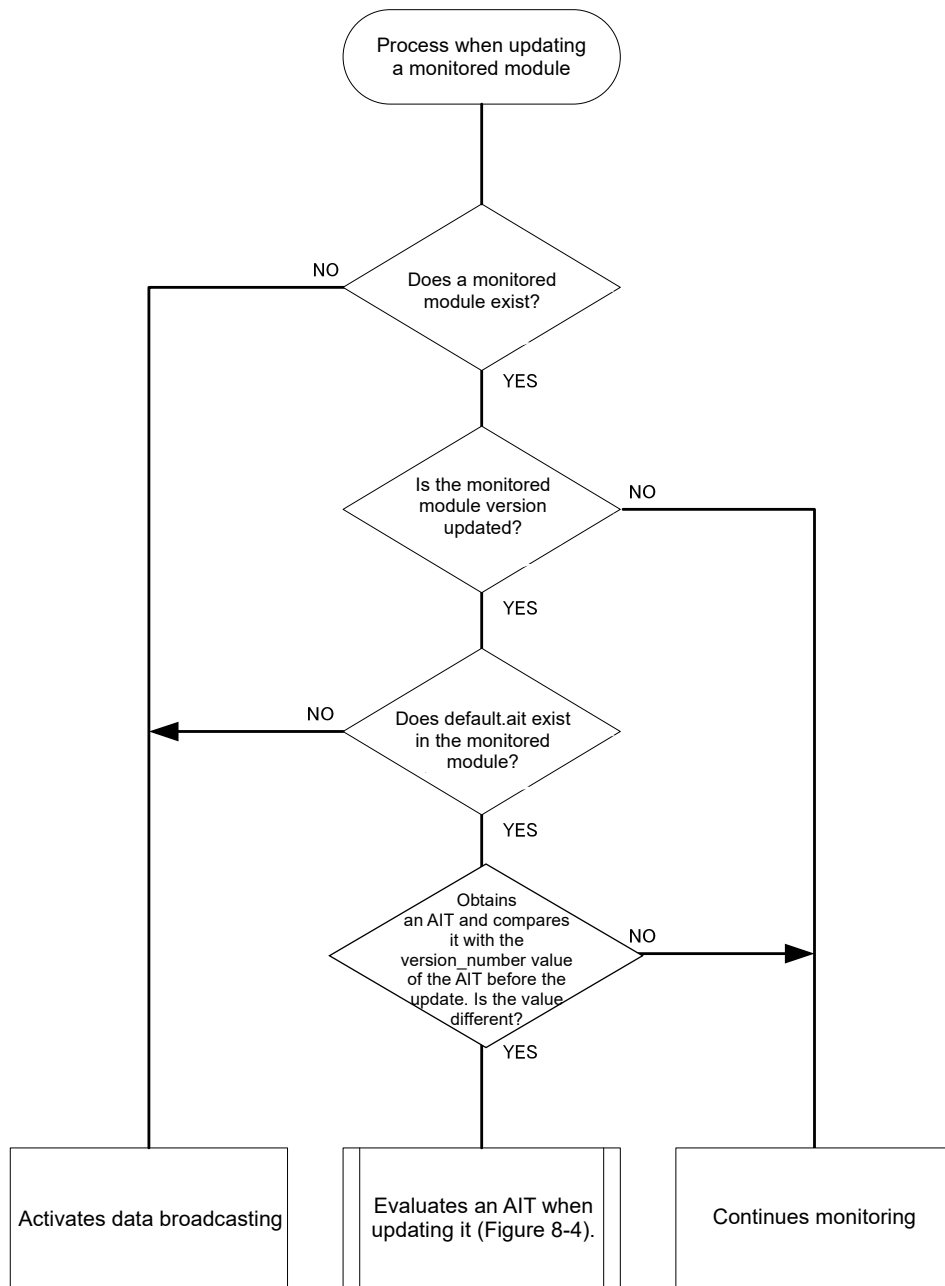 Process when updating
a monitored module
NO
Does a monitored
module exist?
YES
Is the monitored
module version
updated?
NO
YES
NO
Does default.ait exist
in the monitored
module?
YES
Obtains
an AIT and compares
it with the
version_number value
of the AIT before the
update. Is the value
different?
NO
YES
Activates data broadcasting
Evaluates an AIT when
updating it (Figure 8-4).
Continues monitoring